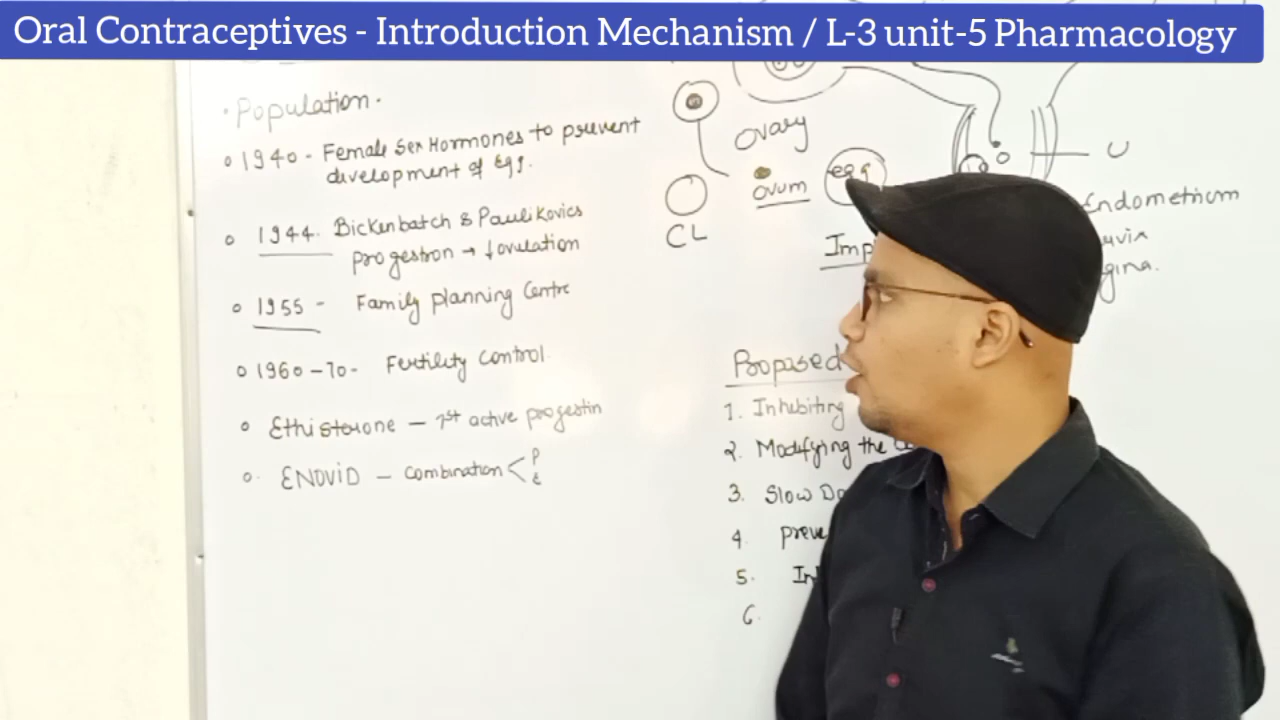 Oral Contraceptives - Introduction Mechanism / L-3 unit-5 Pharmacology
Population.
1940 - Female Sex Hormones to prevent
development of Egg.
1944. Bickenbatch & Paulikovics
progestron → ↓ovulation
1955 - Family planning Centre
1960-70- Fertility Control
Ethisterone - 1st active progestin
ENOVID - Combination < P
E
Ovary
Ovum
egg
CL
U
Endometrium
Imp
Proposed
1. Inhibiting
2. Modifying the
3. Slow Do
4. preve
5. In
6.